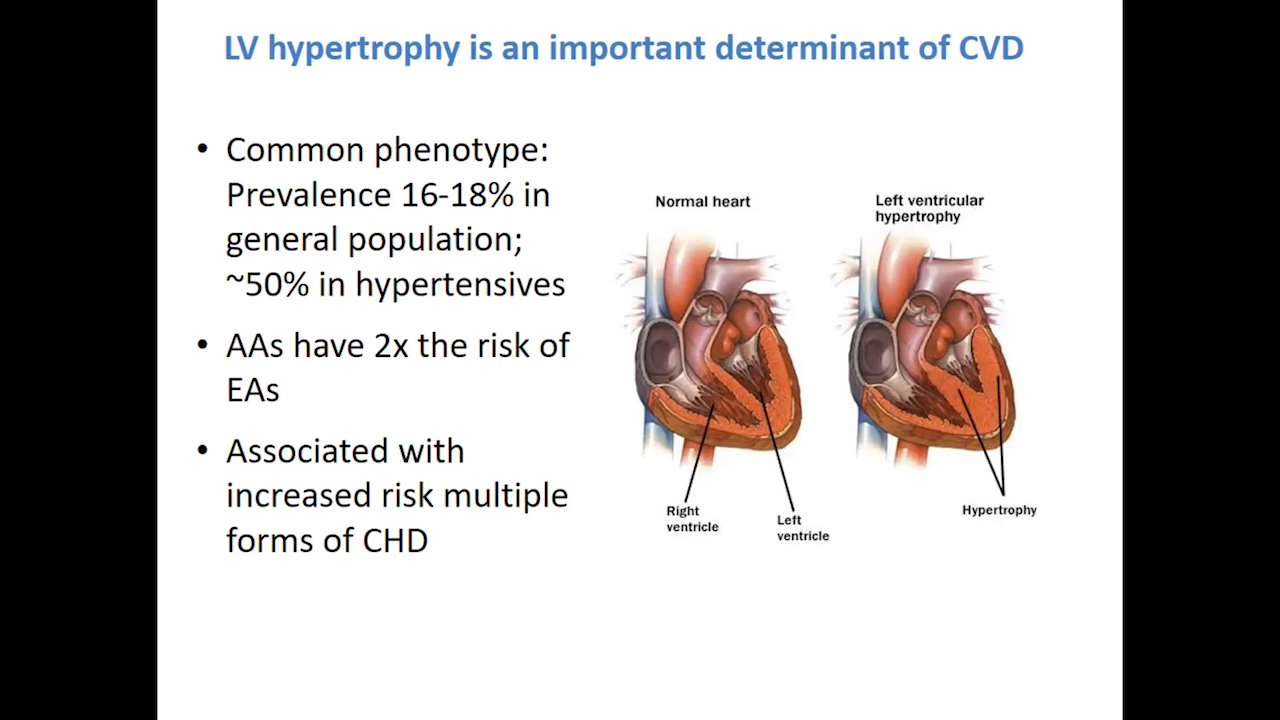 LV hypertrophy is an important determinant of CVD
• Common phenotype:
Prevalence 16-18% in
general population;
~50% in hypertensives
• AAs have 2x the risk of
EAs
• Associated with
increased risk multiple
forms of CHD
Normal heart
Left ventricular
hypertrophy
Right
ventricle
Left
ventricle
Hypertrophy